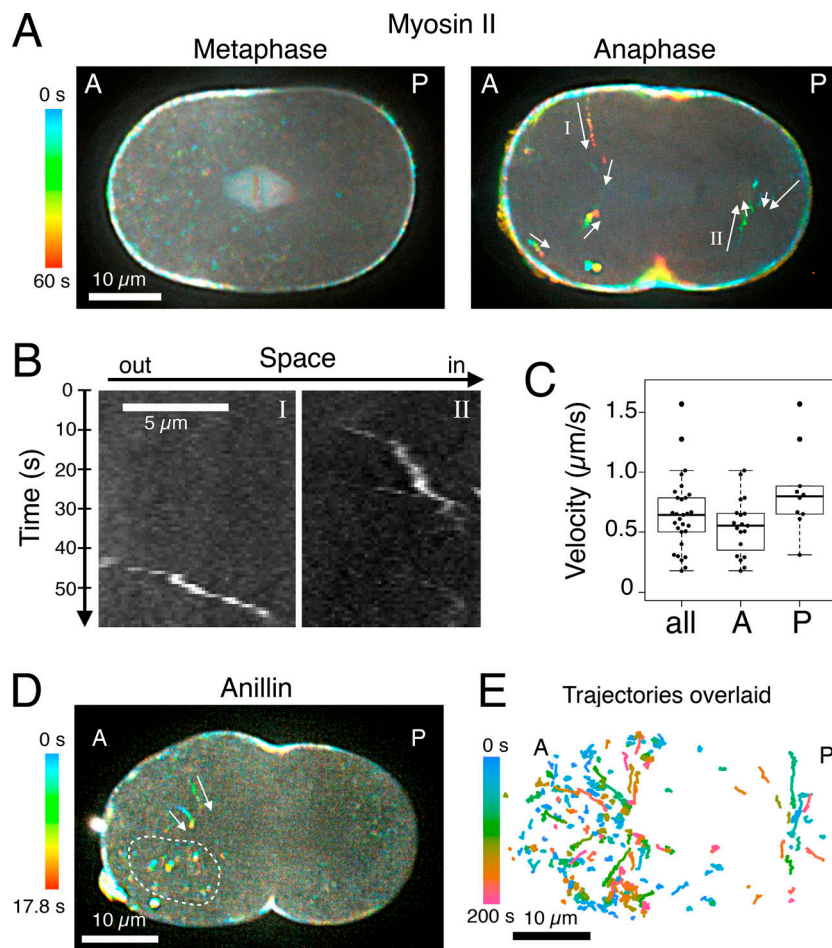 A
Myosin II
Metaphase
Anaphase
0 s
60 s
A
P
10 µm
A
P
I
II
B
Space
out
in
0
10
20
30
40
50
Time (s)
5 µm
I
II
C
Velocity (µm/s)
1.5
1.0
0.5
0
all
A
P
D
Anillin
0 s
17.8 s
A
P
10 µm
E
Trajectories overlaid
0 s
200 s
A
P
10 µm